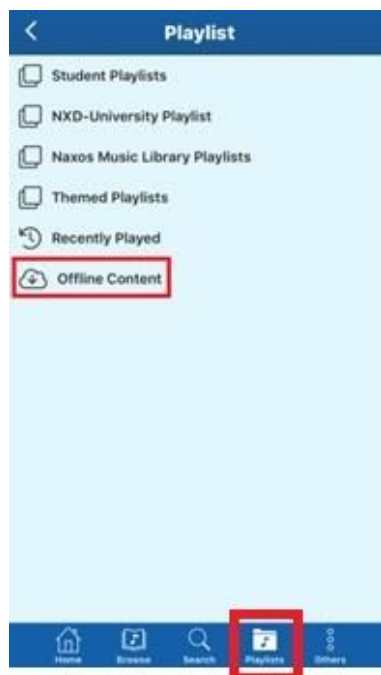 Playlist
Student Playlists
NXD-University Playlist
Naxos Music Library Playlists
Themed Playlists
Recently Played
Offline Content
Home Browse Search Playlists Others